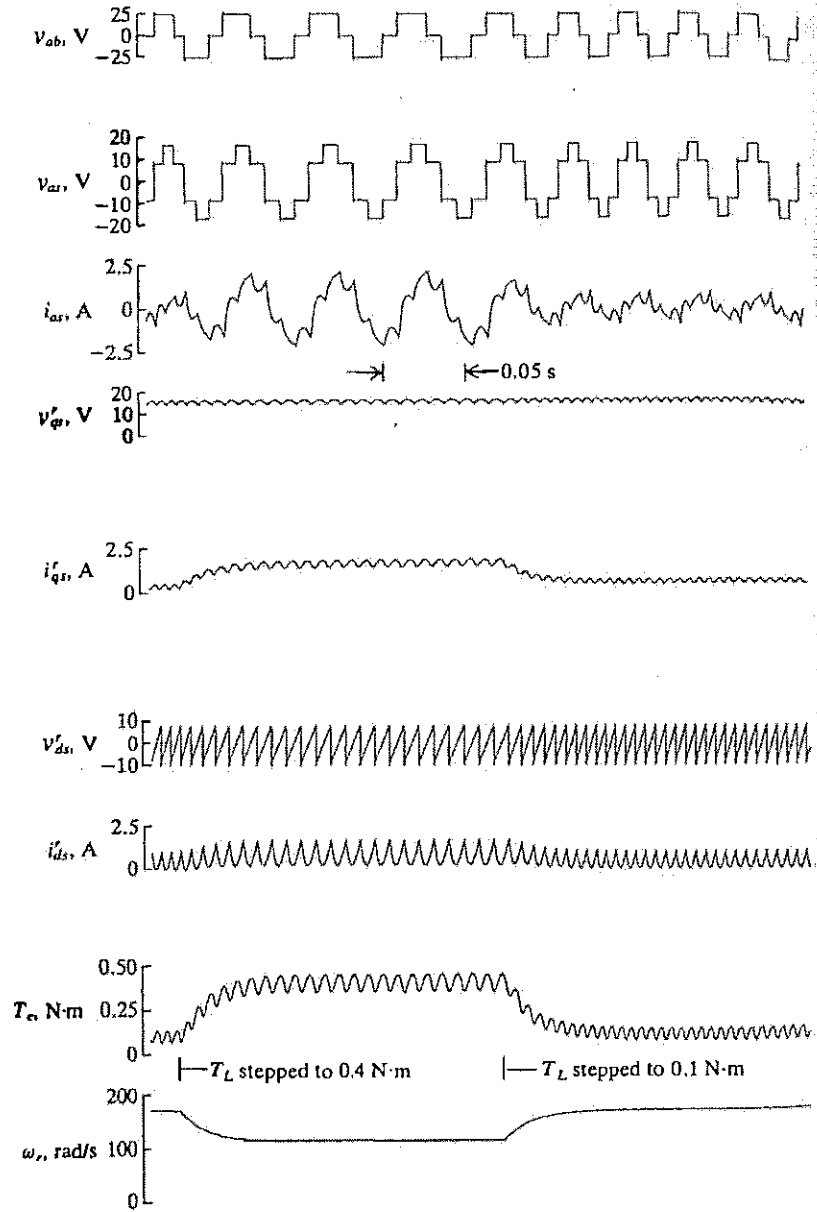 v_ab, V
25
0
−25
v_as, V
20
10
0
−10
−20
i_as, A
2.5
0
−2.5
0.05 s
v^r_qs, V
20
10
0
i^r_qs, A
2.5
0
v^r_ds, V
10
0
−10
i^r_ds, A
2.5
0
T_e, N·m
0.50
0.25
0
T_L stepped to 0.4 N·m
T_L stepped to 0.1 N·m
ω_r, rad/s
200
100
0